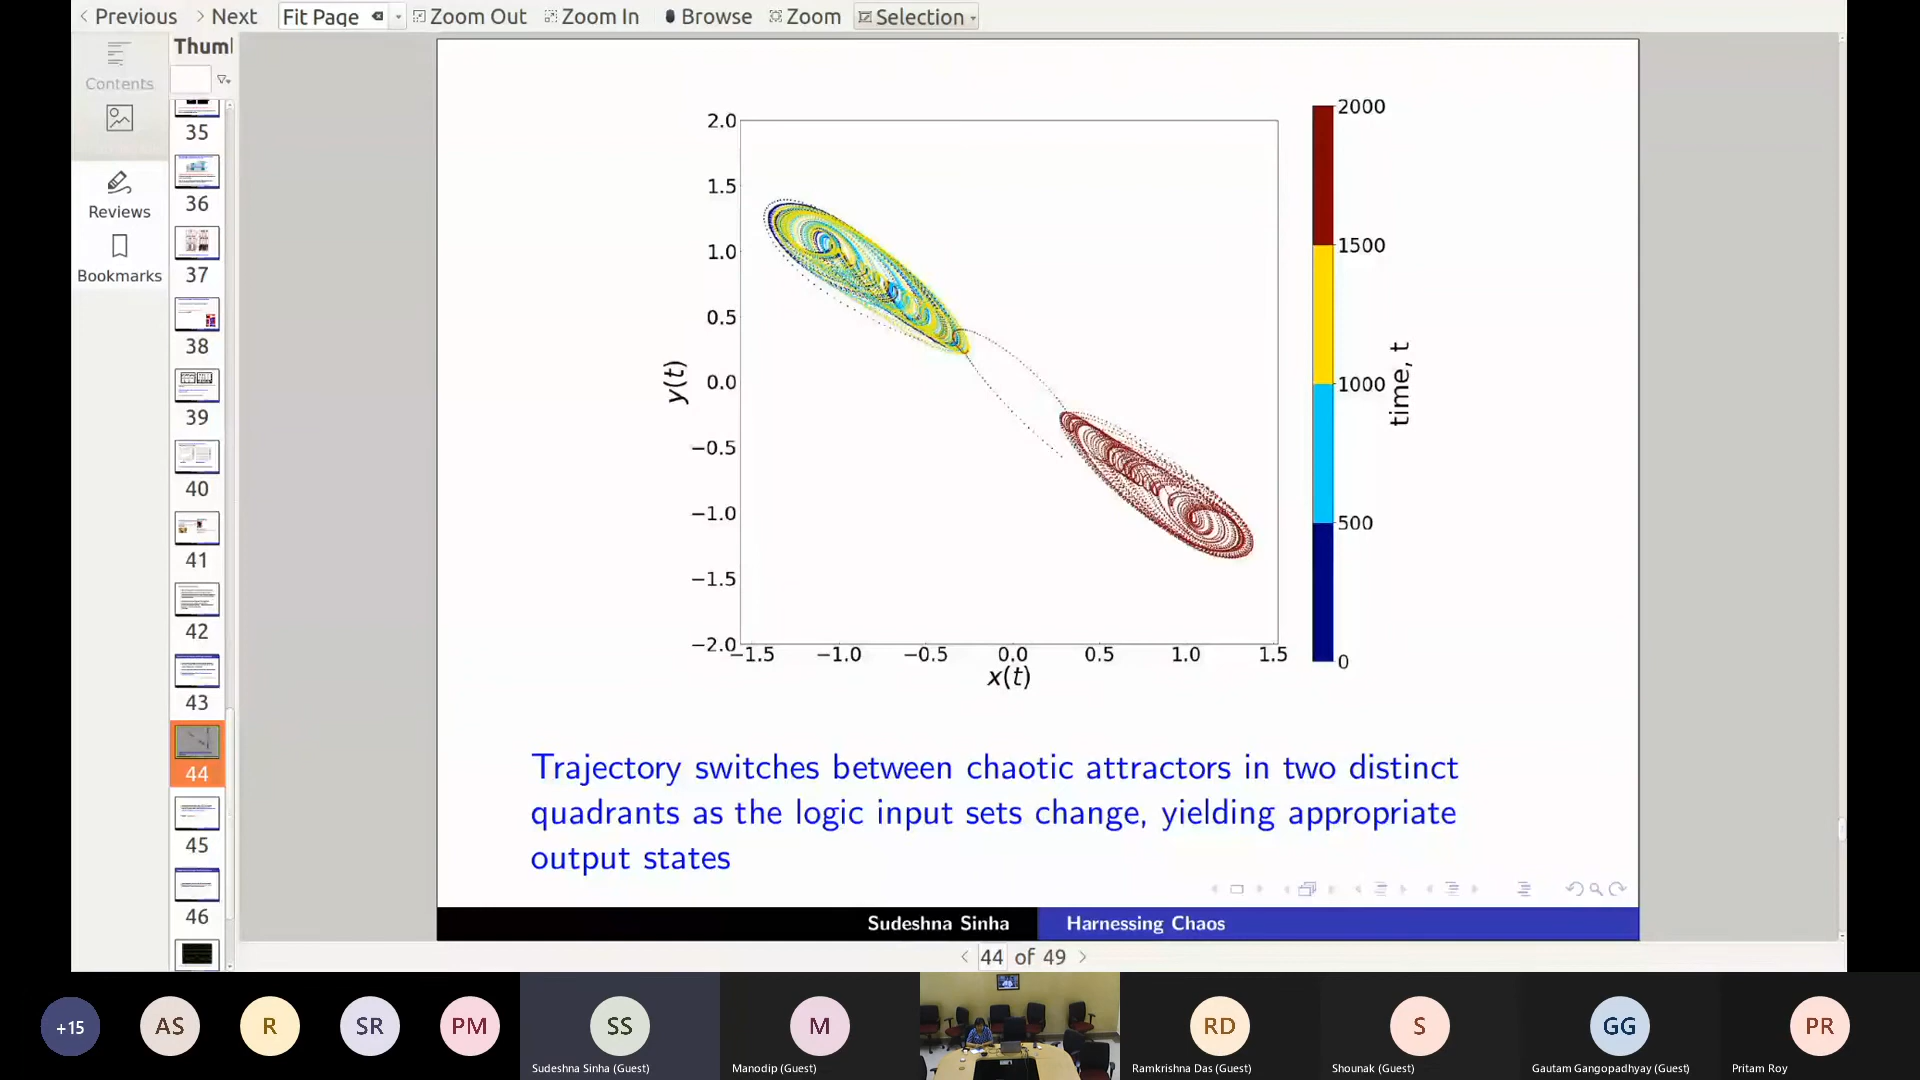 Previous Next Fit Page Zoom Out Zoom In Browse Zoom Selection
Thuml
Contents
Reviews
Bookmarks
35
36
37
38
39
40
41
42
43
44
45
46
2.0
1.5
1.0
0.5
0.0
−0.5
−1.0
−1.5
−2.0
y(t)
−1.5 −1.0 −0.5 0.0 0.5 1.0 1.5
x(t)
2000
1500
1000
500
0
time, t
Trajectory switches between chaotic attractors in two distinct
quadrants as the logic input sets change, yielding appropriate
output states
Sudeshna Sinha Harnessing Chaos
44 of 49
+15 AS R SR PM SS M RD S GG PR
Sudeshna Sinha (Guest) Manodip (Guest) Ramkrishna Das (Guest) Shounak (Guest) Gautam Gangopadhyay (Guest) Pritam Roy